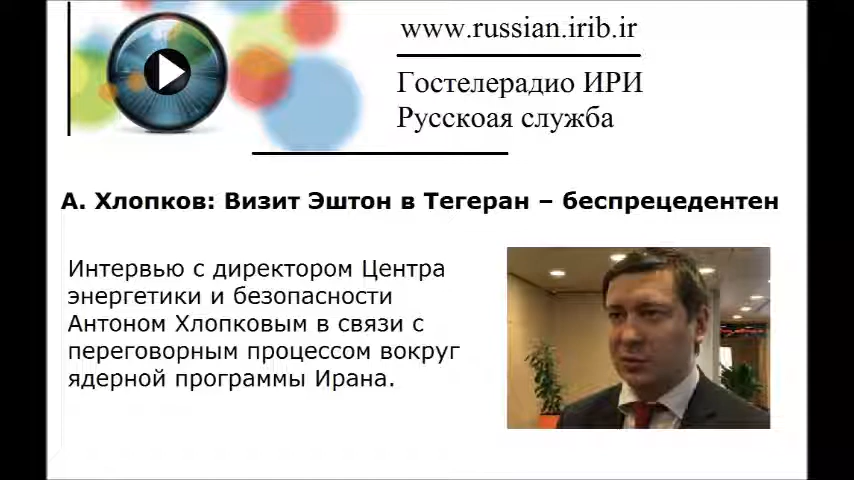 www.russian.irib.ir
Гостелерадио ИРИ
Русскоая служба
А. Хлопков: Визит Эштон в Тегеран – беспрецедентен
Интервью с директором Центра
энергетики и безопасности
Антоном Хлопковым в связи с
переговорным процессом вокруг
ядерной программы Ирана.